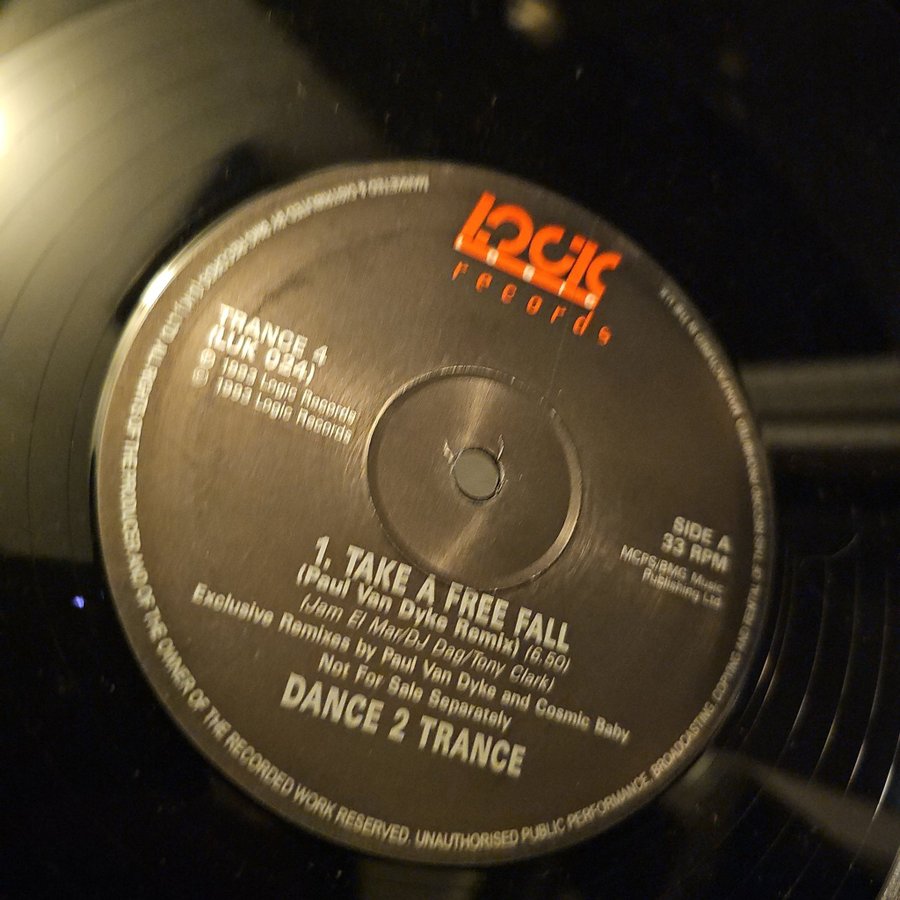 LOGIC
records
TRANCE 4
(LUK 024)
℗ 1993 Logic Records
© 1993 Logic Records
SIDE A
33 RPM
MCPS/BMG Music
Publishing Ltd
1. TAKE A FREE FALL
(Paul Van Dyke Remix) (6.50)
(Jam El Mar/DJ Dag/Tony Clark)
Exclusive Remixes by Paul Van Dyke and Cosmic Baby
Not For Sale Separately
DANCE 2 TRANCE
ALL RIGHTS OF THE PRODUCER AND OF THE OWNER OF THE RECORDED WORK RESERVED. UNAUTHORISED PUBLIC PERFORMANCE, BROADCASTING, COPYING AND RENTAL OF THIS